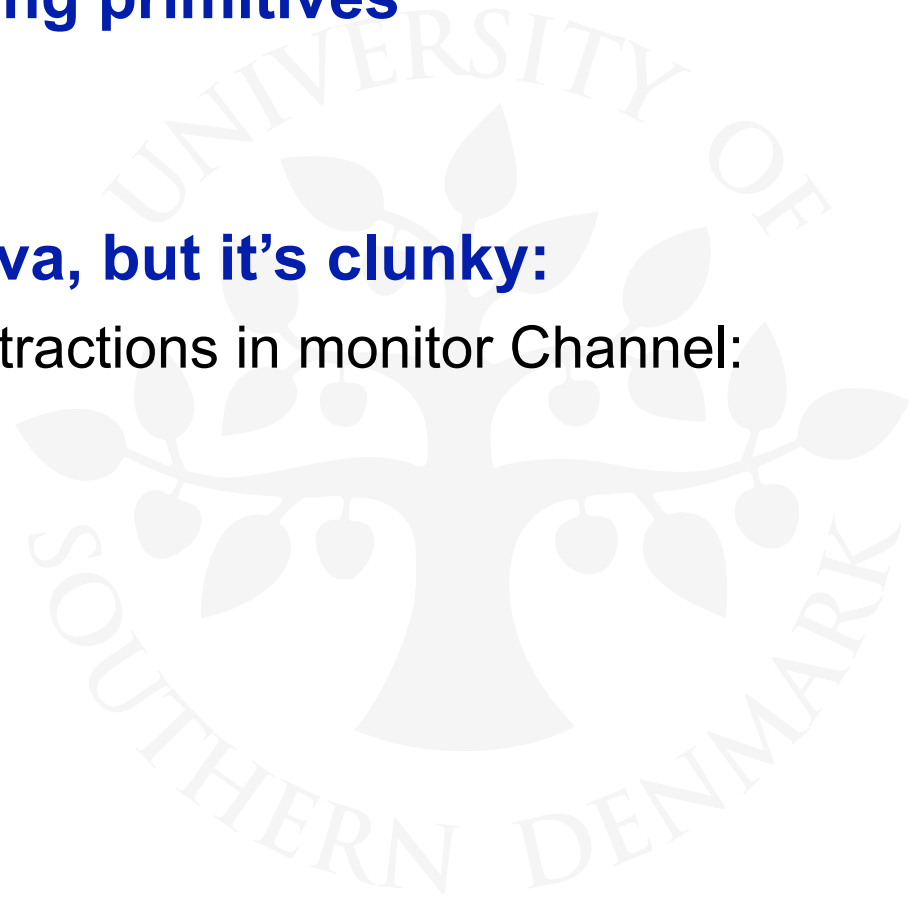 ng primitives
UNIVERSITY OF
va, but it’s clunky:
tractions in monitor Channel:
SOUTHERN DENMARK